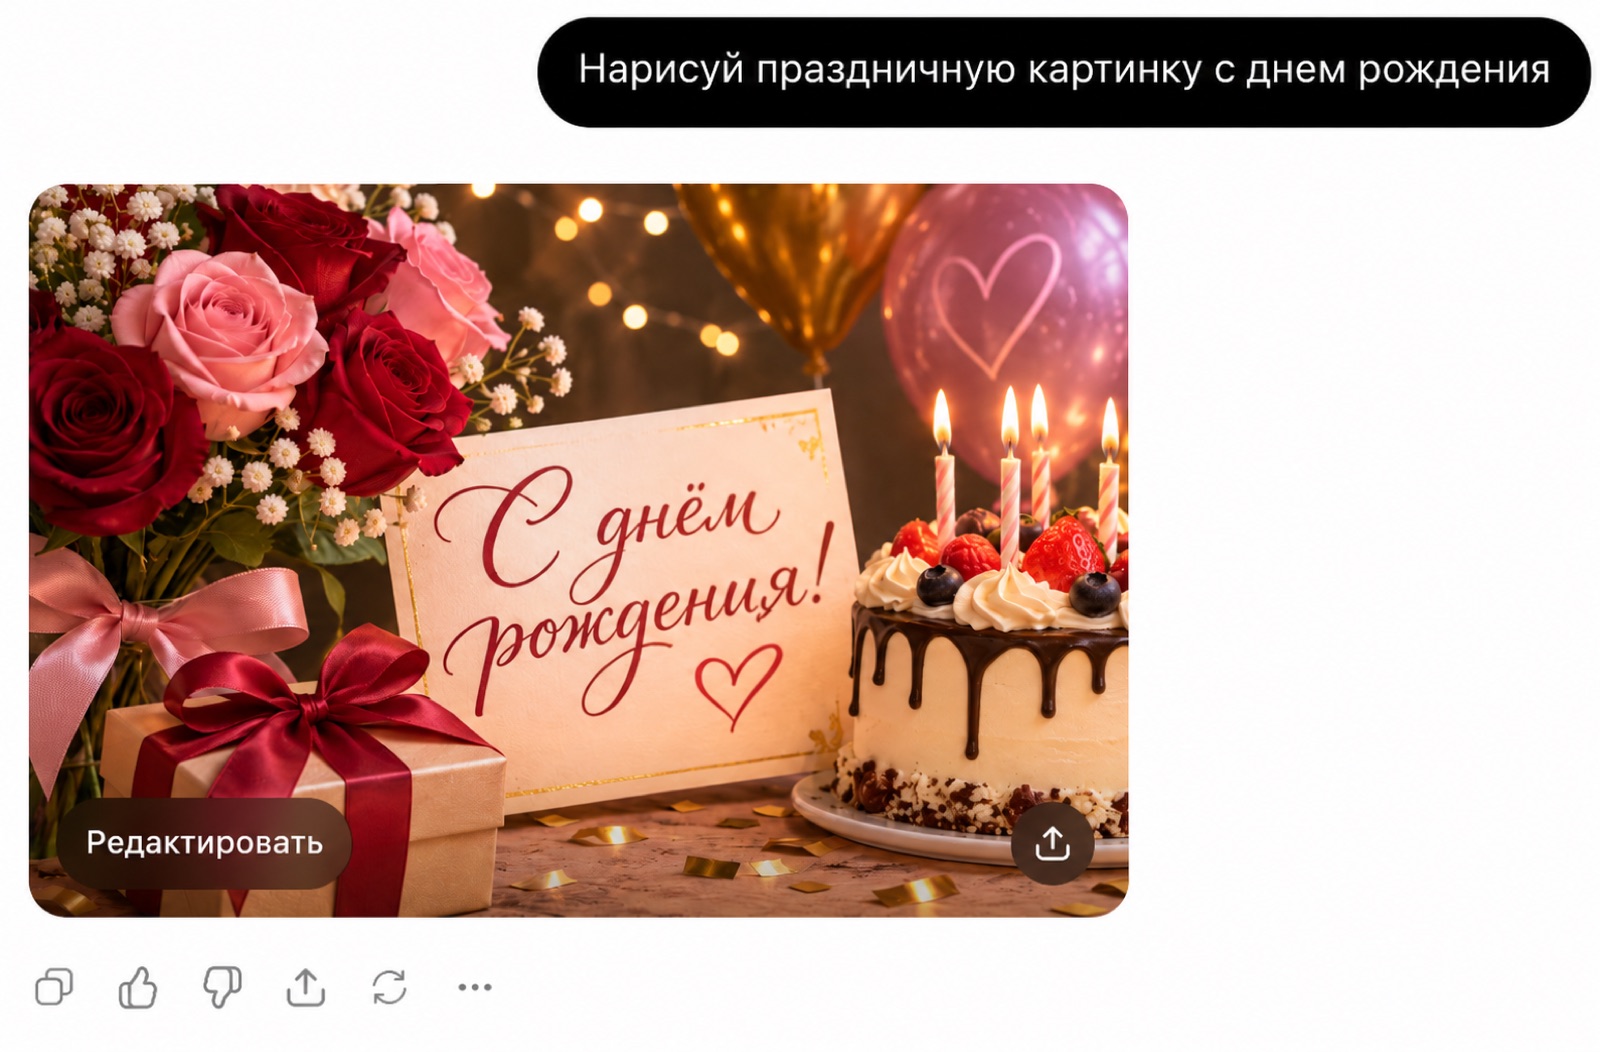 Нарисуй праздничную картинку с днем рождения
С днём
рождения!
Редактировать